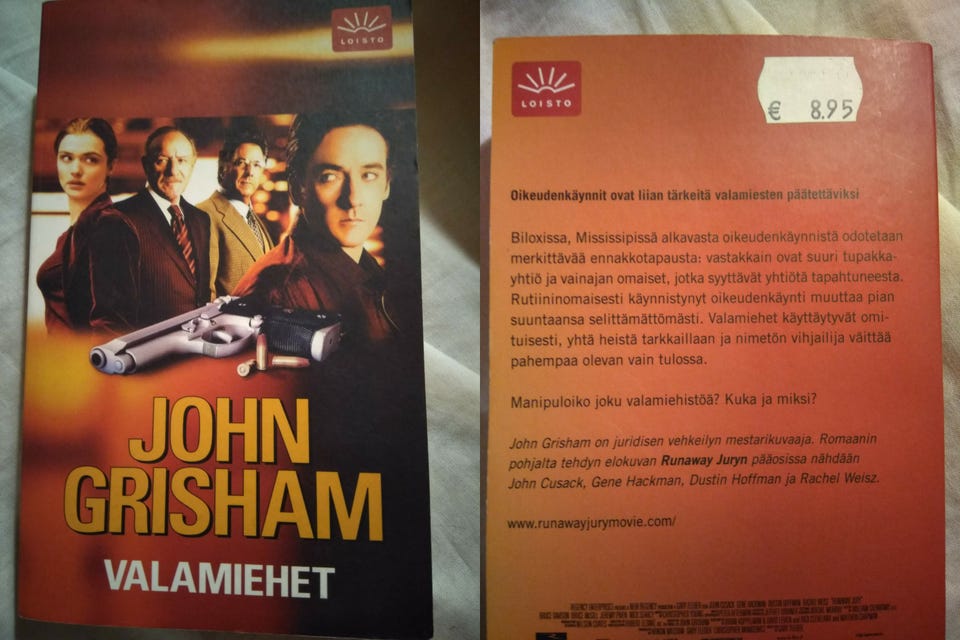 LOISTO
JOHN
GRISHAM
VALAMIEHET
LOISTO
€ 8.95
Oikeudenkäynnit ovat liian tärkeitä valamiesten päätettäviksi
Biloxissa, Mississipissä alkavasta oikeudenkäynnistä odotetaan
merkittävää ennakkotapausta: vastakkain ovat suuri tupakka-
yhtiö ja vainajan omaiset, jotka syyttävät yhtiötä tapahtuneesta.
Rutiininomaisesti käynnistynyt oikeudenkäynti muuttaa pian
suuntaansa selittämättömästi. Valamiehet käyttäytyvät omi-
tuisesti, yhtä heistä tarkkaillaan ja nimetön vihjailija väittää
pahempaa olevan vain tulossa.
Manipuloiko joku valamiehistöä? Kuka ja miksi?
John Grisham on juridisen vehkeilyn mestarikuvaaja. Romaanin
pohjalta tehdyn elokuvan Runaway Juryn pääosissa nähdään
John Cusack, Gene Hackman, Dustin Hoffman ja Rachel Weisz.
www.runawayjurymovie.com/